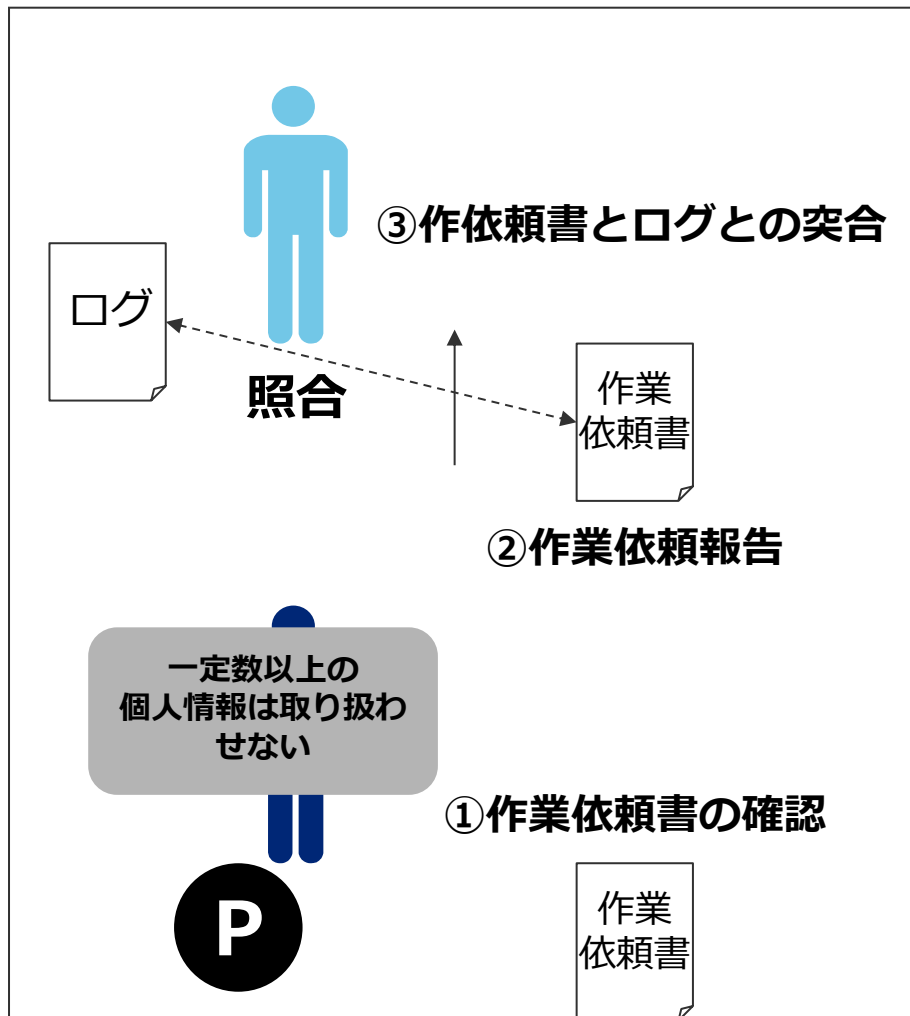 ③作依頼書とログとの突合
ログ
照合
作業
依頼書
②作業依頼報告
一定数以上の
個人情報は取り扱わ
せない
①作業依頼書の確認
P
作業
依頼書